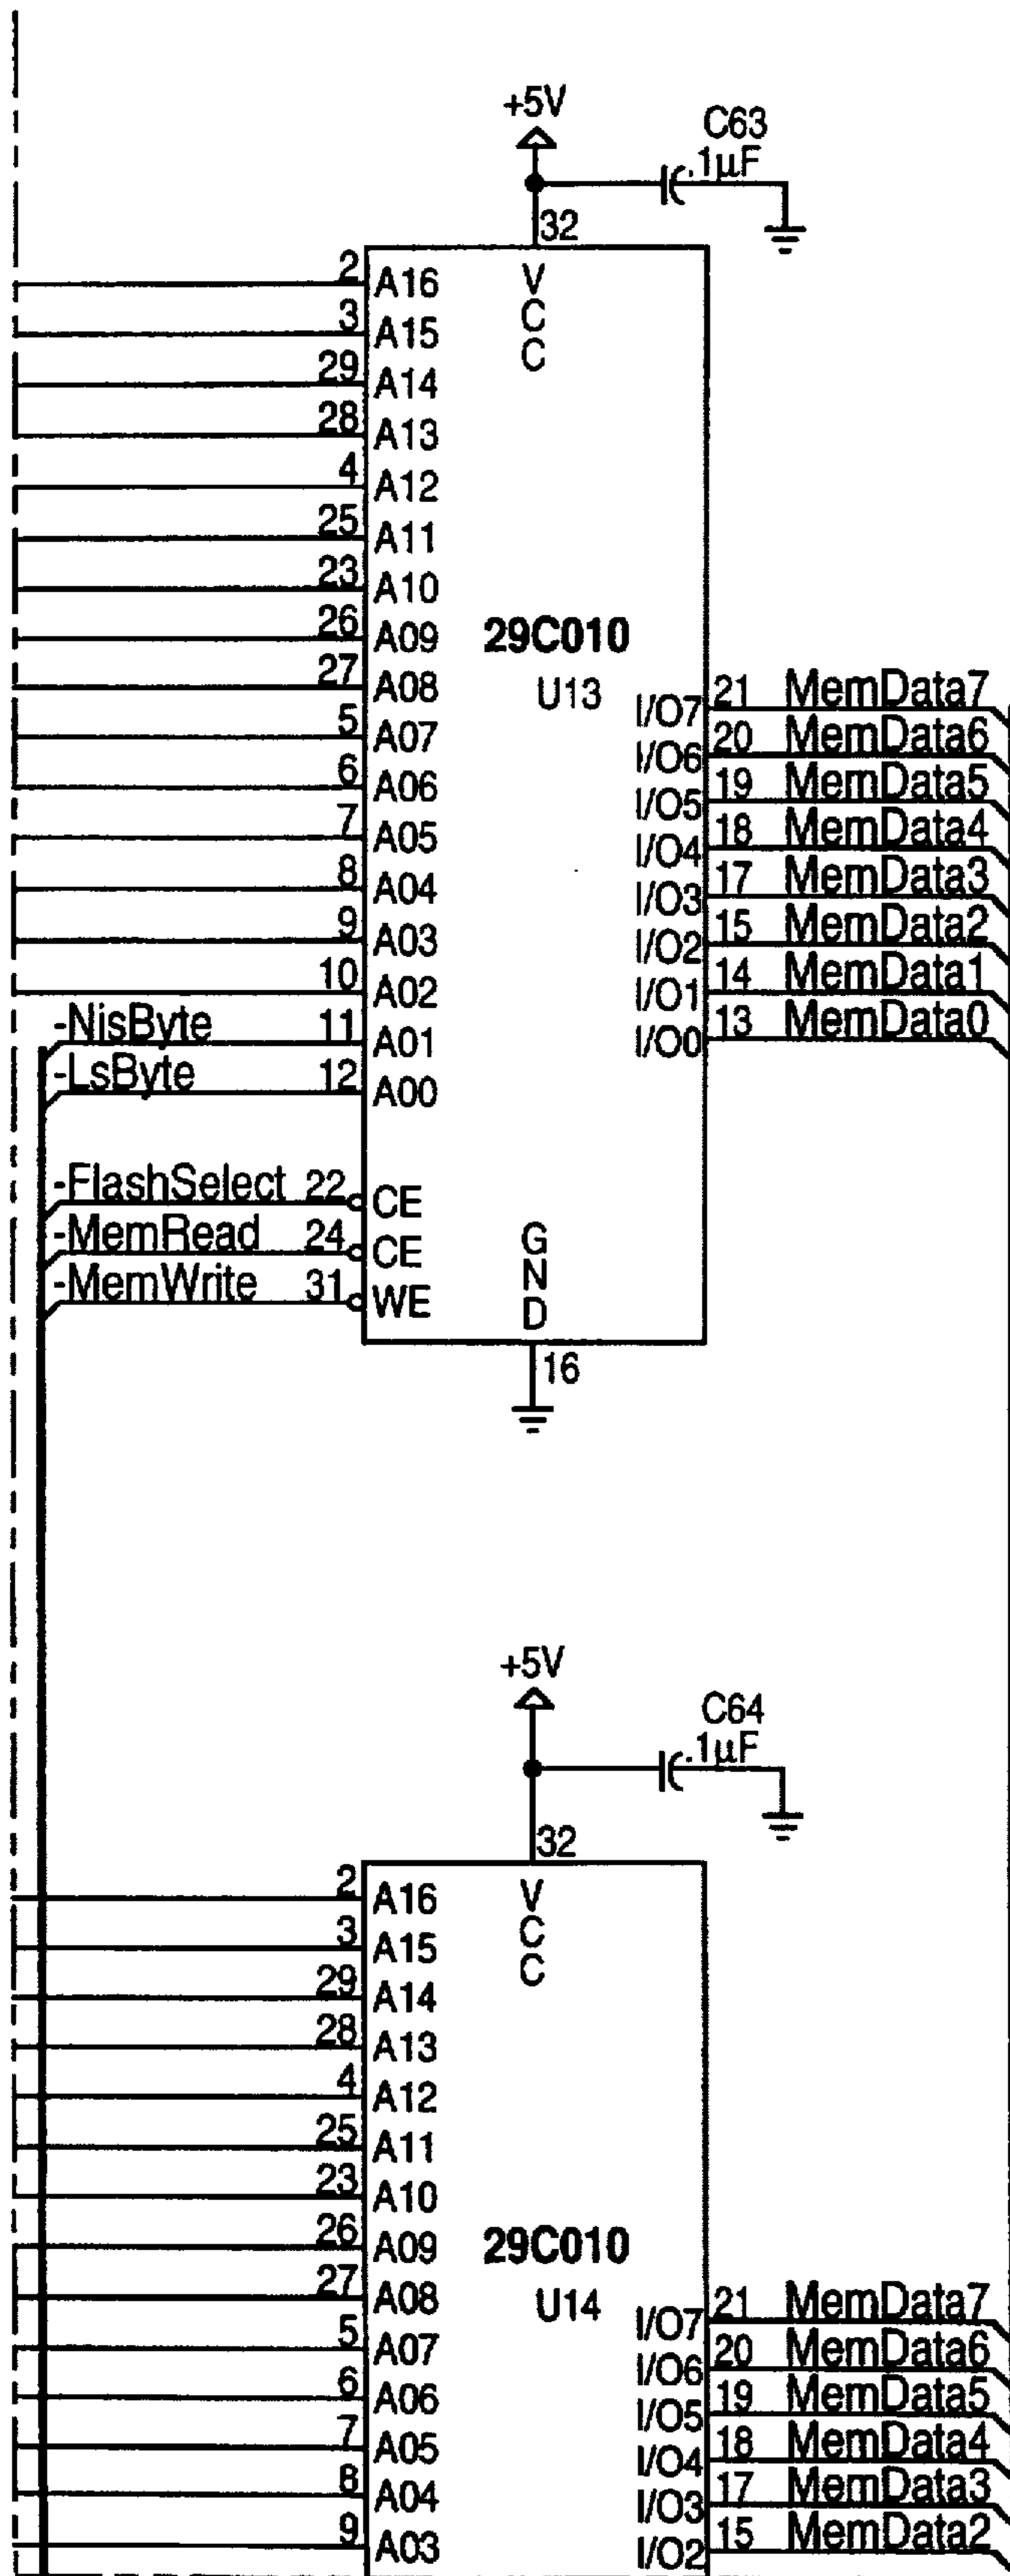 +5V
C63
.1µF
32
2 A16
V
C
C
3 A15
29 A14
28 A13
4 A12
25 A11
23 A10
26 A09
29C010
27 A08
U13
I/O7 21 MemData7
5 A07
I/O6 20 MemData6
6 A06
I/O5 19 MemData5
7 A05
I/O4 18 MemData4
8 A04
I/O3 17 MemData3
9 A03
I/O2 15 MemData2
10 A02
I/O1 14 MemData1
-NisByte 11 A01
I/O0 13 MemData0
-LsByte 12 A00
-FlashSelect 22 CE
-MemRead 24 CE
-MemWrite 31 WE
G
N
D
16
+5V
C64
.1µF
32
2 A16
V
C
C
3 A15
29 A14
28 A13
4 A12
25 A11
23 A10
26 A09
29C010
27 A08
U14
I/O7 21 MemData7
5 A07
I/O6 20 MemData6
6 A06
I/O5 19 MemData5
7 A05
I/O4 18 MemData4
8 A04
I/O3 17 MemData3
9 A03
I/O2 15 MemData2